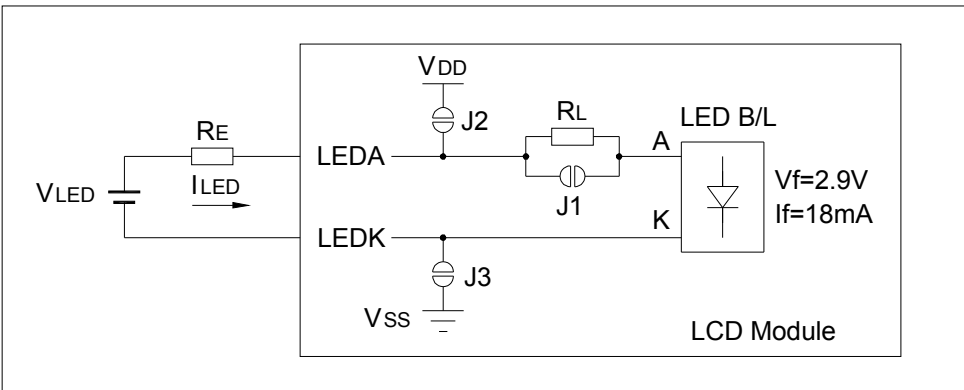 VDD
J2
RL
LED B/L
RE
LEDA
A
VLED
ILED
J1
Vf=2.9V
If=18mA
LEDK
K
J3
VSS
LCD Module